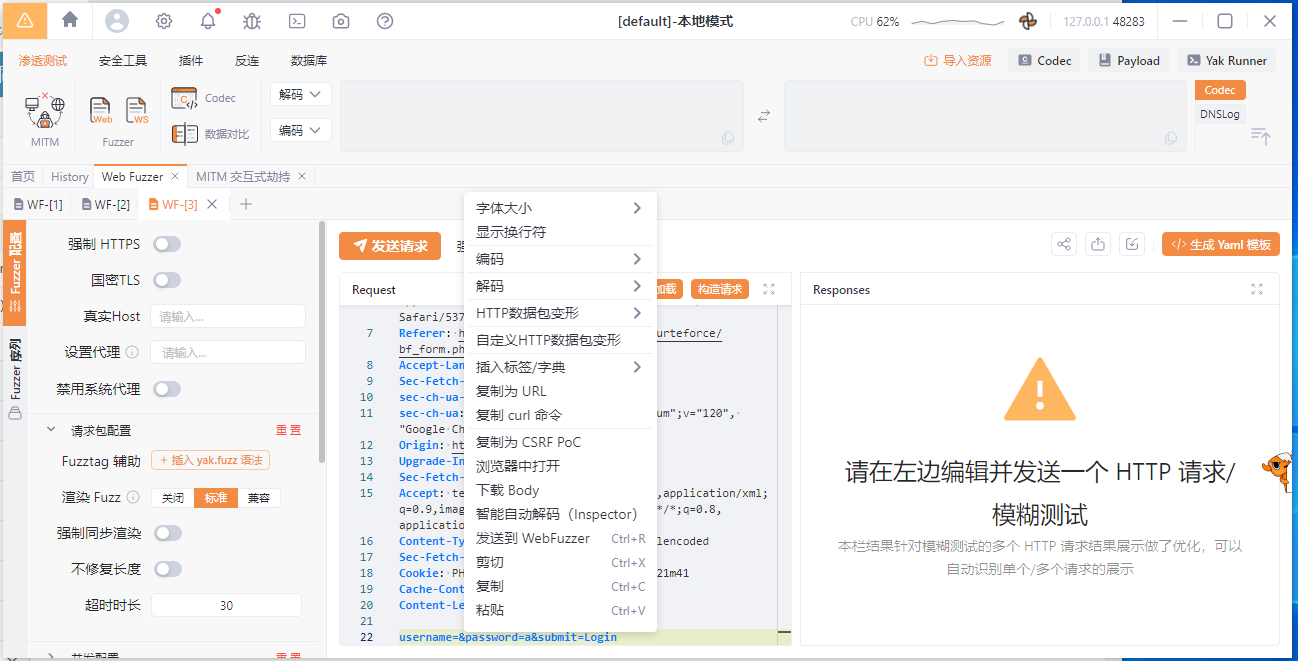 [default]-本地模式
CPU 62%
127.0.0.1 48283
渗透测试 安全工具 插件 反连 数据库
导入资源 Codec Payload Yak Runner
MITM
Web WS
Fuzzer
Codec
数据对比
解码
编码
Codec
DNSLog
首页 History Web Fuzzer MITM 交互式劫持
WF-[1] WF-[2] WF-[3]
Fuzzer 配置
Fuzzer 序列
强制 HTTPS
国密TLS
真实Host 请输入...
设置代理 请输入...
禁用系统代理
请求包配置 重置
Fuzztag 辅助 + 插入 yak.fuzz 语法
渲染 Fuzz 关闭 标准 兼容
强制同步渲染
不修复长度
超时时长 30
并发配置 重置
发送请求
生成 Yaml 模板
Request 加载 构造请求
Safari/537
7 Referer: h urteforce/
bf_form.ph
8 Accept-Lan
9 Sec-Fetch-
10 sec-ch-ua-
11 sec-ch-ua: um";v="120",
"Google Ch
12 Origin: ht
13 Upgrade-In
14 Sec-Fetch-
15 Accept: te ,application/xml;
q=0.9,imag */*;q=0.8,
applicatio
16 Content-Ty lencoded
17 Sec-Fetch-
18 Cookie: PH 21m41
19 Cache-Cont
20 Content-Le
21
22 username=&password=a&submit=Login
字体大小
显示换行符
编码
解码
HTTP数据包变形
自定义HTTP数据包变形
插入标签/字典
复制为 URL
复制 curl 命令
复制为 CSRF PoC
浏览器中打开
下载 Body
智能自动解码（Inspector）
发送到 WebFuzzer Ctrl+R
剪切 Ctrl+X
复制 Ctrl+C
粘贴 Ctrl+V
Responses
请在左边编辑并发送一个 HTTP 请求/
模糊测试
本栏结果针对模糊测试的多个 HTTP 请求结果展示做了优化，可以
自动识别单个/多个请求的展示